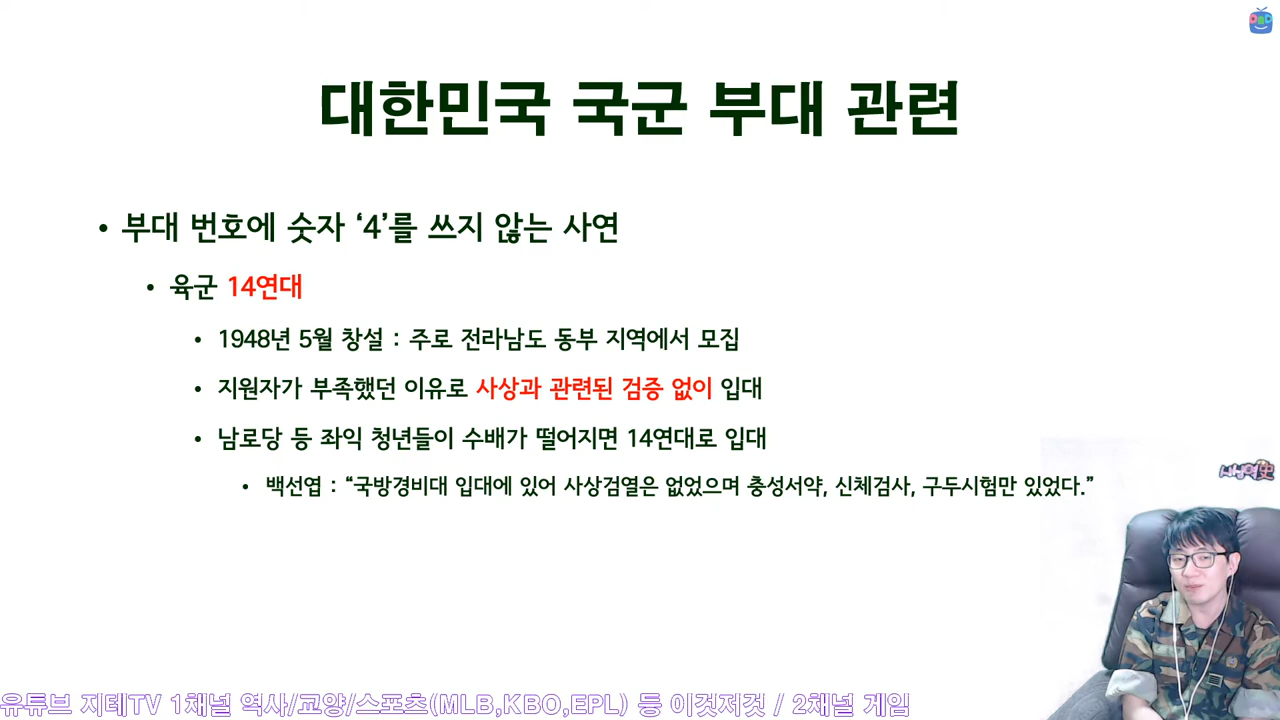 대한민국 국군 부대 관련
• 부대 번호에 숫자 ‘4’를 쓰지 않는 사연
• 육군 14연대
• 1948년 5월 창설 : 주로 전라남도 동부 지역에서 모집
• 지원자가 부족했던 이유로 사상과 관련된 검증 없이 입대
• 남로당 등 좌익 청년들이 수배가 떨어지면 14연대로 입대
• 백선엽 : “국방경비대 입대에 있어 사상검열은 없었으며 충성서약, 신체검사, 구두시험만 있었다.”
유튜브 지테TV 1채널 역사/교양/스포츠(MLB,KBO,EPL) 등 이것저것 / 2채널 게임